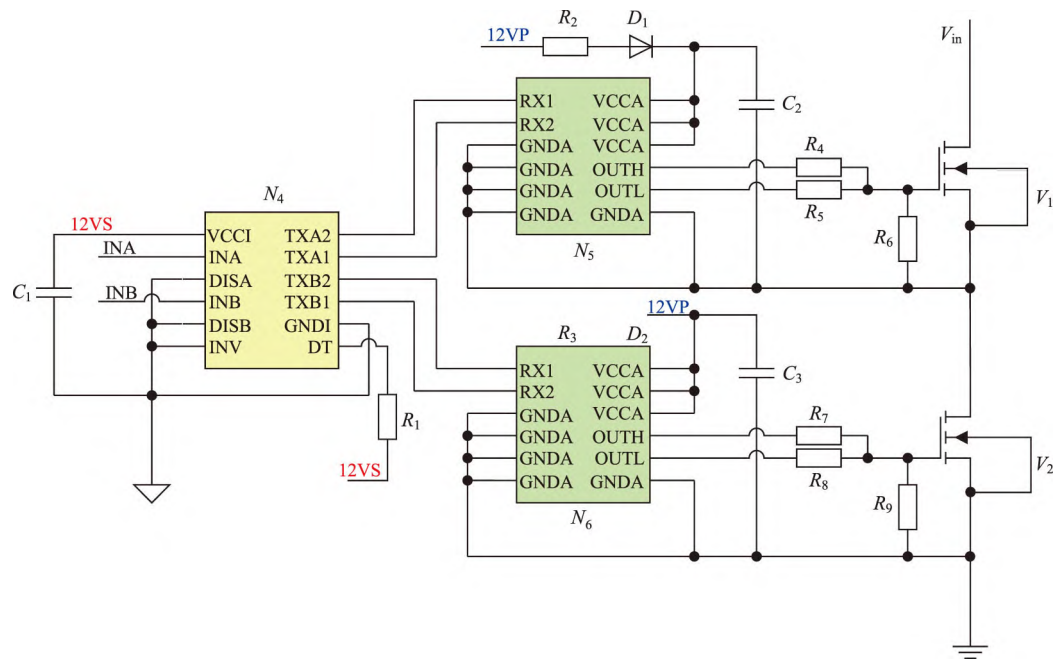 12VP
R2
D1
Vin
RX1
VCCA
RX2
VCCA
C2
GNDA
VCCA
GNDA
OUTH
R4
GNDA
OUTL
R5
V1
GNDA
GNDA
R6
N5
N4
12VS
VCCI
TXA2
INA
INA
TXA1
C1
DISA
TXB2
INB
INB
TXB1
DISB
GNDI
INV
DT
R1
12VS
12VP
R3
D2
RX1
VCCA
C3
RX2
VCCA
GNDA
VCCA
GNDA
OUTH
R7
GNDA
OUTL
R8
V2
GNDA
GNDA
R9
N6